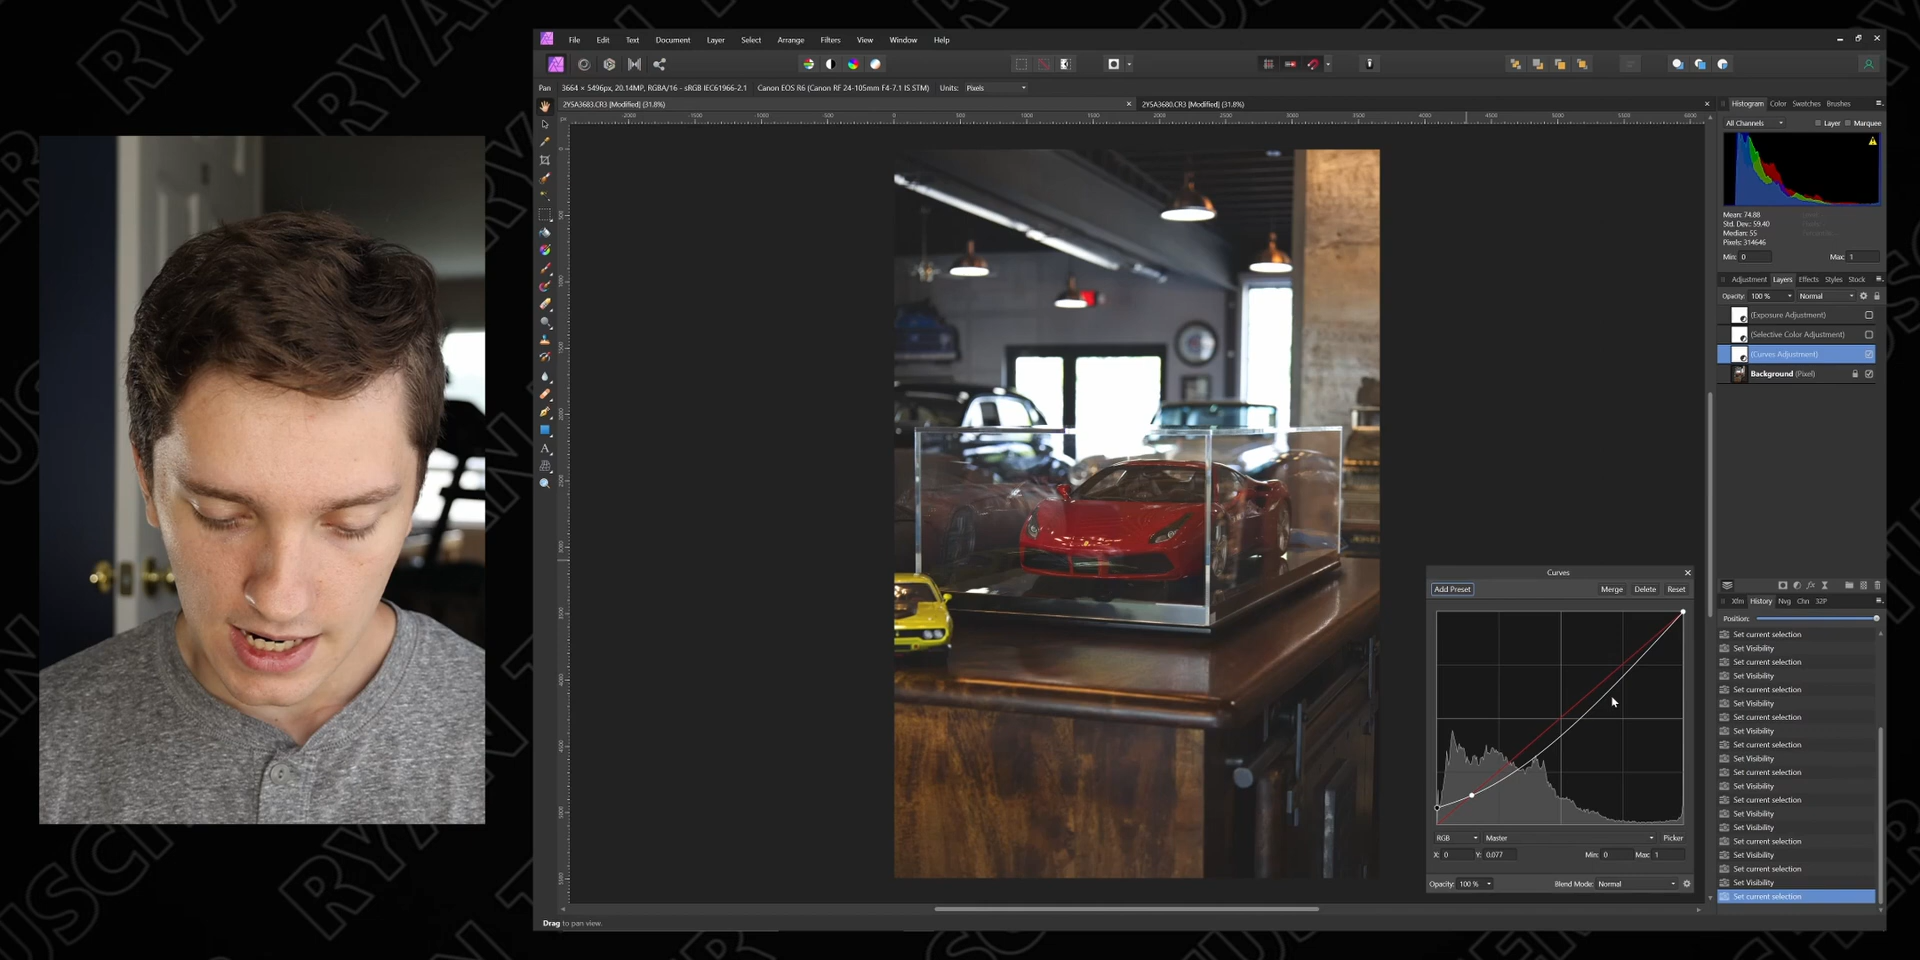 File Edit Text Document Layer Select Arrange Filters View Window Help
Pan 3664 × 5496px, 20.14MP, RGBA/16 - sRGB IEC61966-2.1 Canon EOS R6 (Canon RF 24-105mm F4-7.1 IS STM) Units: Pixels
2Y5A3683.CR3 [Modified] (31.8%) 2Y5A3680.CR3 [Modified] (31.8%)
Histogram Color Swatches Brushes
All Channels Layer Marquee
Mean: 74.88
Std. Dev.: 59.40
Median: 55
Pixels: 314646
Min: 0 Max: 1
Adjustment Layers Effects Styles Stock
Opacity: 100 % Normal
(Exposure Adjustment)
(Selective Color Adjustment)
(Curves Adjustment)
Background (Pixel)
Curves
Add Preset Merge Delete Reset
RGB Master Picker
X: 0 Y: 0.077 Min: 0 Max: 1
Opacity: 100 % Blend Mode: Normal
Xfm History Nvg Chn 32P
Position:
Set current selection
Set Visibility
Set current selection
Set Visibility
Set current selection
Set Visibility
Set current selection
Set Visibility
Set current selection
Set Visibility
Set current selection
Set Visibility
Set current selection
Set Visibility
Set Visibility
Set current selection
Set Visibility
Set current selection
Set Visibility
Set current selection
Drag to pan view.